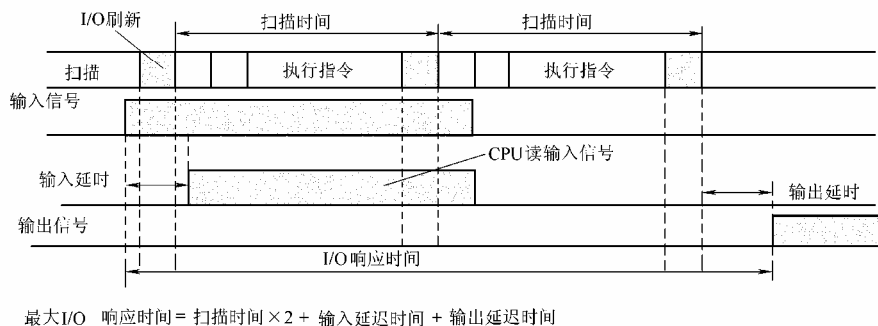 I/O刷新
扫描时间
扫描时间
扫描
执行指令
执行指令
输入信号
CPU读输入信号
输入延时
输出延时
输出信号
I/O响应时间
最大I/O 响应时间= 扫描时间×2 + 输入延迟时间 + 输出延迟时间